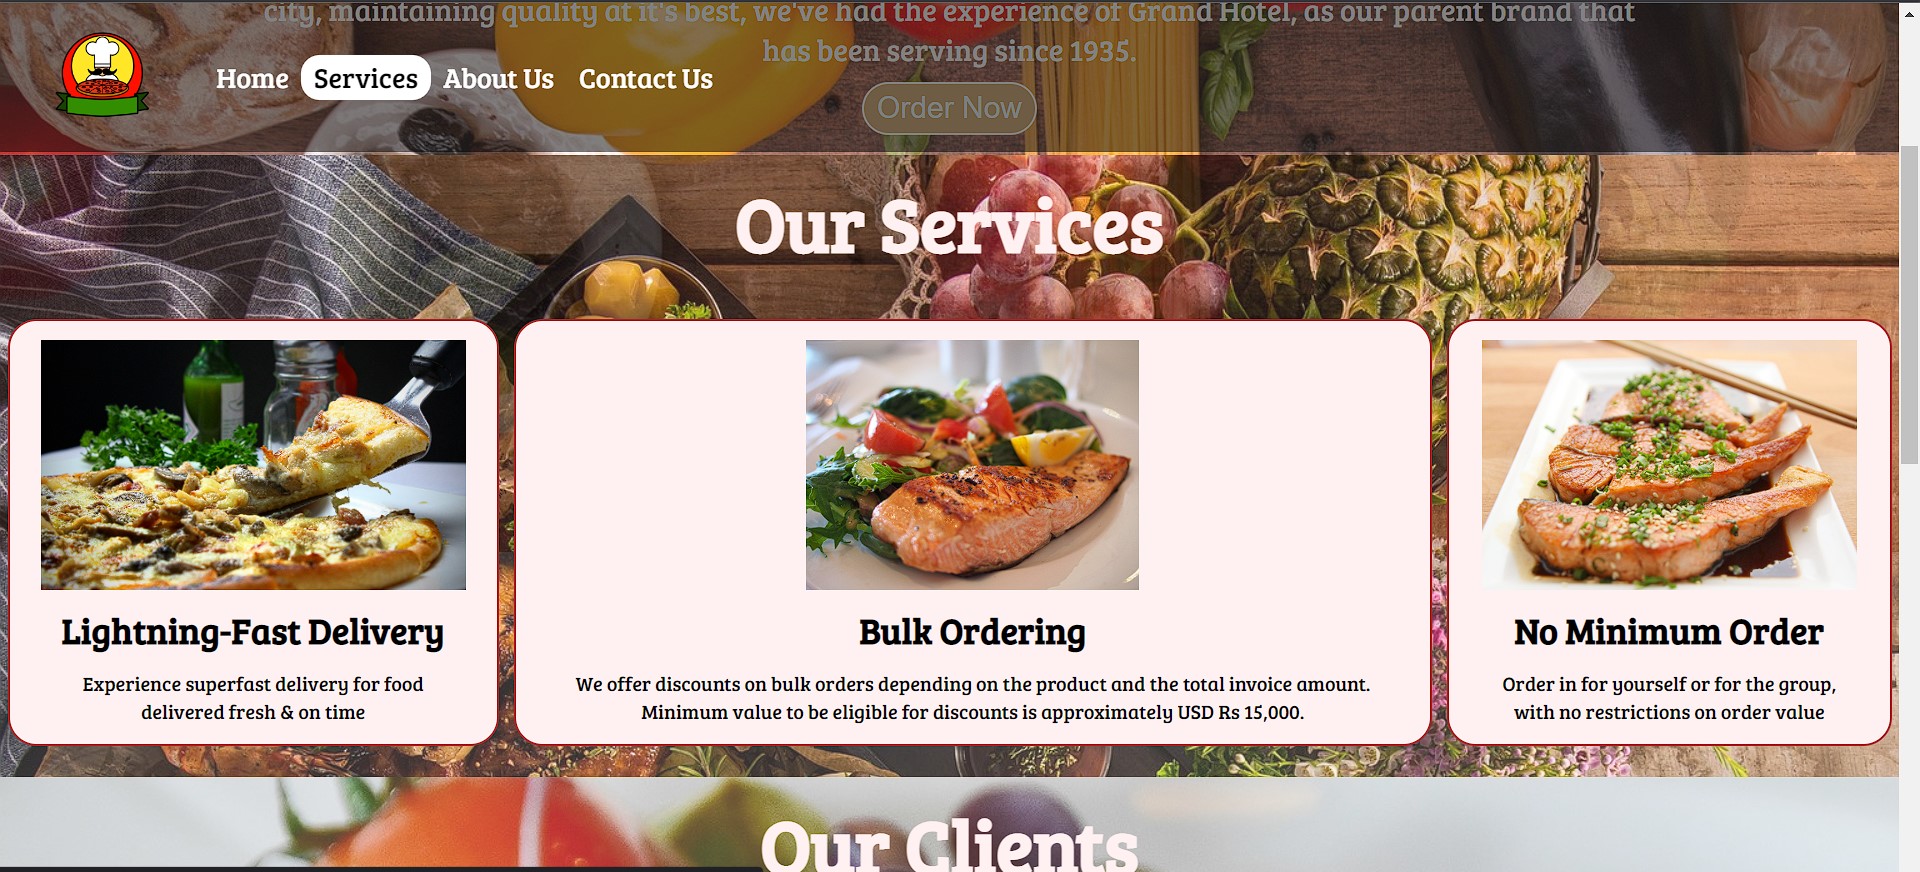 city, maintaining quality at it's best, we've had the experience of Grand Hotel, as our parent brand that
has been serving since 1935.
Home Services About Us Contact Us
Order Now
Our Services
Lightning-Fast Delivery
Experience superfast delivery for food
delivered fresh & on time
Bulk Ordering
We offer discounts on bulk orders depending on the product and the total invoice amount.
Minimum value to be eligible for discounts is approximately USD Rs 15,000.
No Minimum Order
Order in for yourself or for the group,
with no restrictions on order value
Our Clients